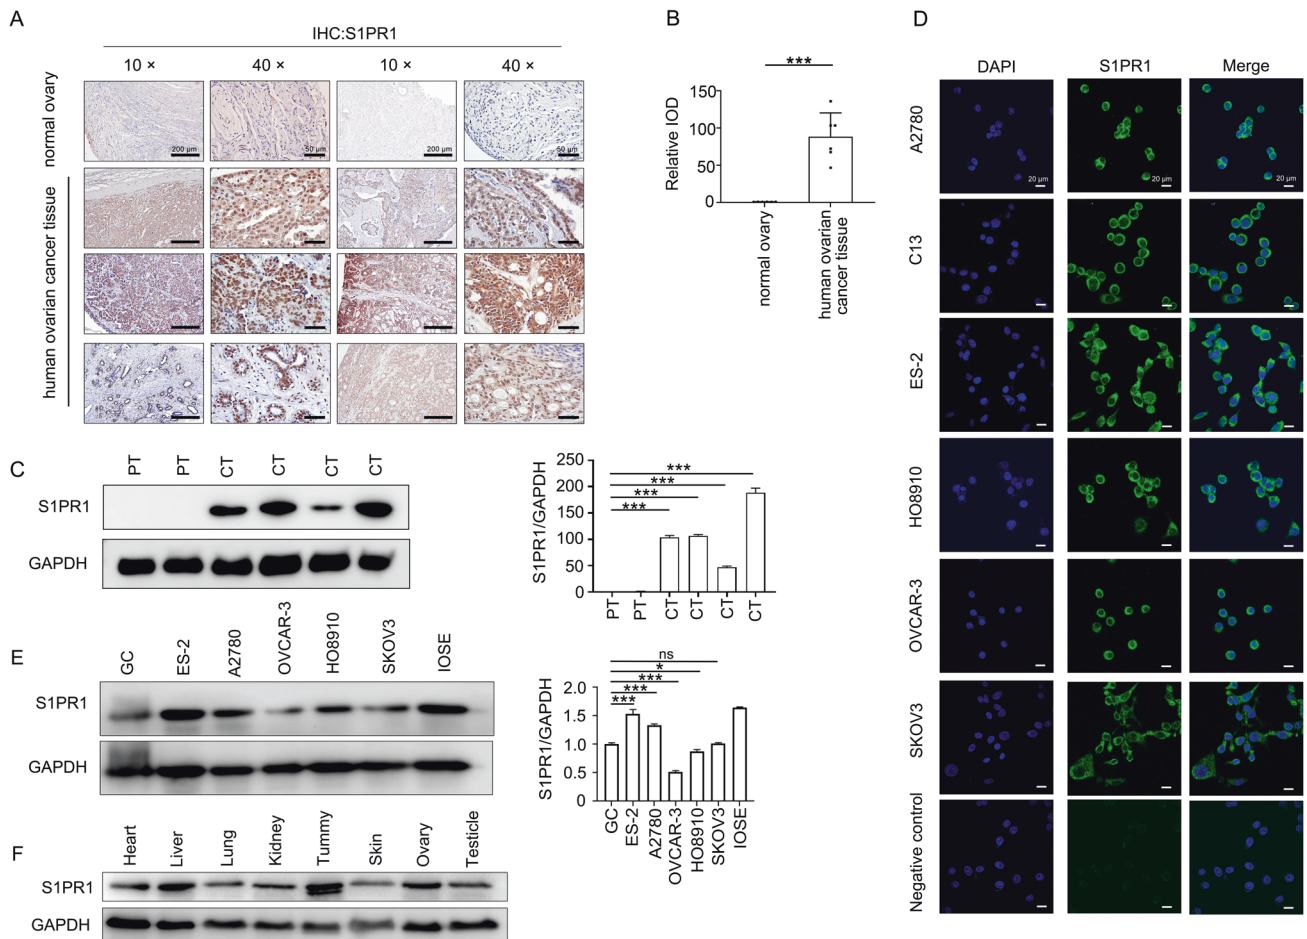 A
IHC:S1PR1
10 ×
40 ×
10 ×
40 ×
normal ovary
200 μm
50 μm
200 μm
50 μm
human ovarian cancer tissue
B
***
Relative IOD
150
100
50
0
normal ovary
human ovarian
cancer tissue
C
PT
PT
CT
CT
CT
CT
S1PR1
GAPDH
S1PR1/GAPDH
250
200
150
100
50
0
***
***
***
***
PT
PT
CT
CT
CT
CT
D
DAPI
S1PR1
Merge
A2780
20 μm
20 μm
20 μm
C13
ES-2
HO8910
OVCAR-3
SKOV3
Negative control
E
GC
ES-2
A2780
OVCAR-3
HO8910
SKOV3
IOSE
S1PR1
GAPDH
S1PR1/GAPDH
2.0
1.5
1.0
0.5
0
ns
*
***
***
***
GC
ES-2
A2780
OVCAR-3
HO8910
SKOV3
IOSE
F
Heart
Liver
Lung
Kidney
Tummy
Skin
Ovary
Testicle
S1PR1
GAPDH